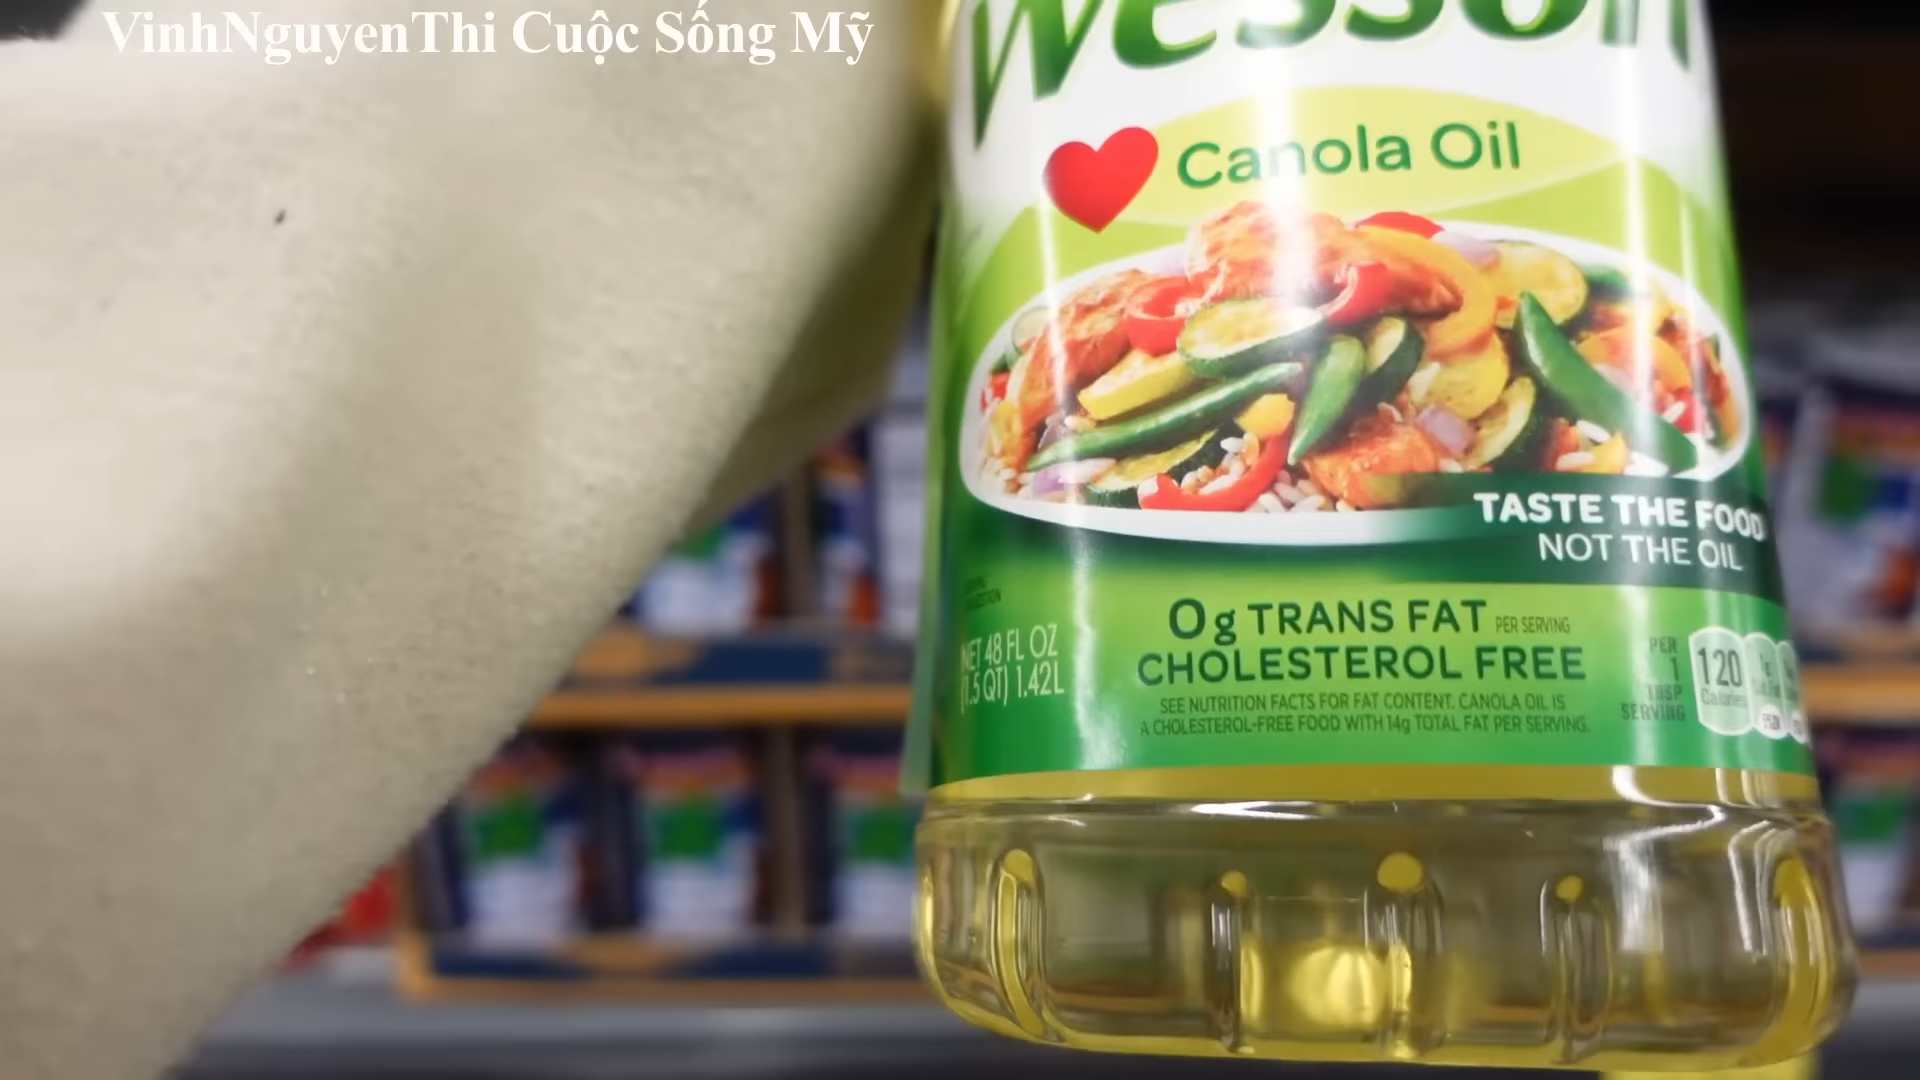 VinhNguyenThi Cuộc Sống Mỹ
Wesson
Canola Oil
TASTE THE FOOD
NOT THE OIL
0g TRANS FAT PER SERVING
CHOLESTEROL FREE
SEE NUTRITION FACTS FOR FAT CONTENT. CANOLA OIL IS
A CHOLESTEROL-FREE FOOD WITH 14g TOTAL FAT PER SERVING.
NET 48 FL OZ
(1.5 QT) 1.42L
PER
1
TBSP
SERVING
120
Calories